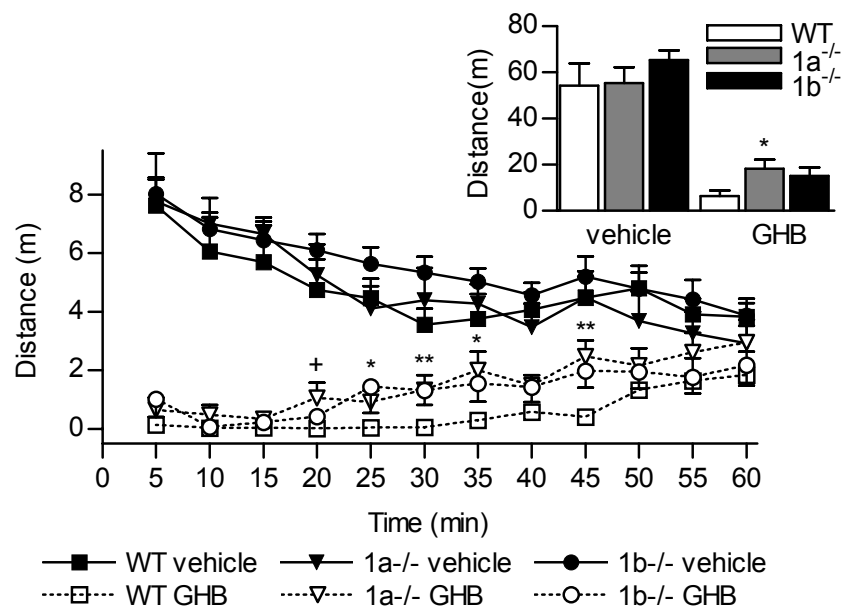 80
60
40
20
0
Distance(m)
WT
1a-/-
1b-/-
*
vehicle GHB
8
6
4
2
0
Distance (m)
+ * ** * **
0 5 10 15 20 25 30 35 40 45 50 55 60
Time (min)
WT vehicle 1a-/- vehicle 1b-/- vehicle
WT GHB 1a-/- GHB 1b-/- GHB